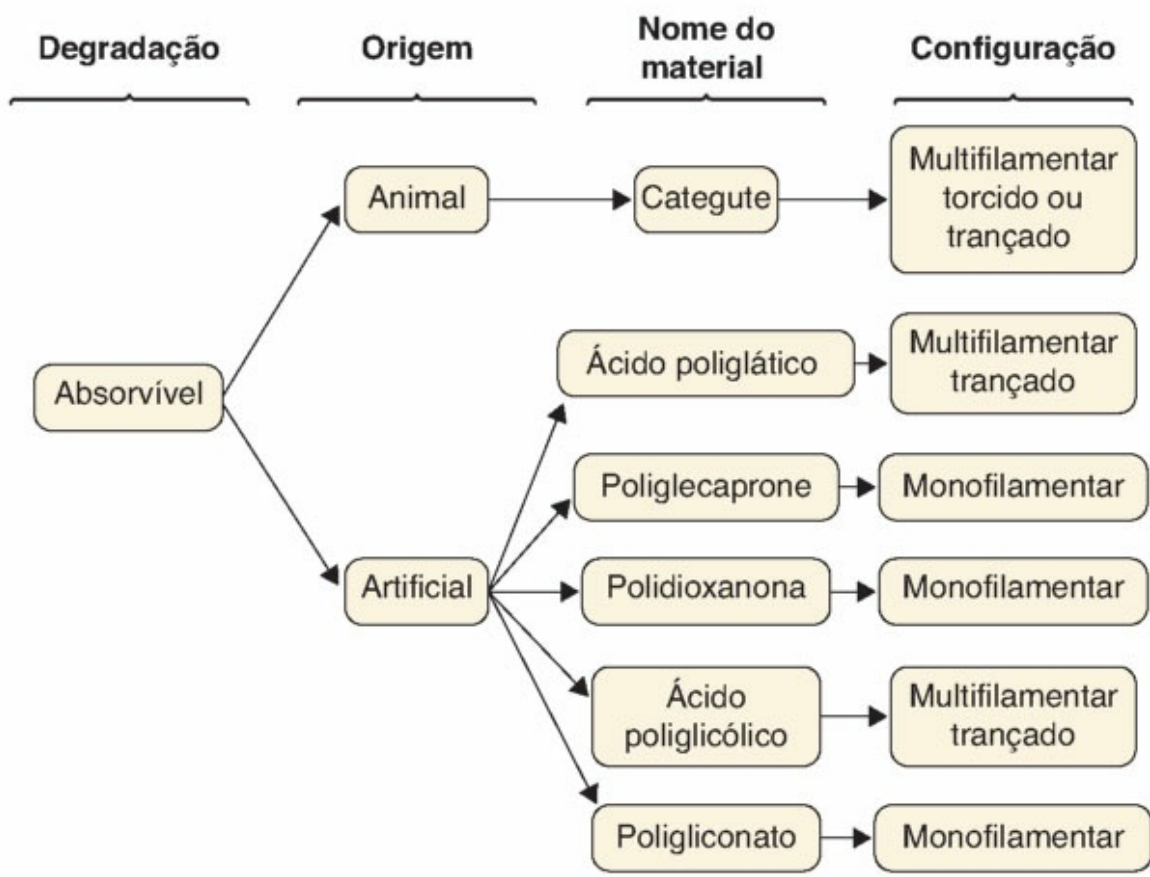 Degradação
Origem
Nome do
material
Configuração
Animal
Categute
Multifilamentar
torcido ou
trançado
Absorvível
Ácido poliglático
Multifilamentar
trançado
Poliglecaprone
Monofilamentar
Artificial
Polidioxanona
Monofilamentar
Ácido
poliglicólico
Multifilamentar
trançado
Poligliconato
Monofilamentar